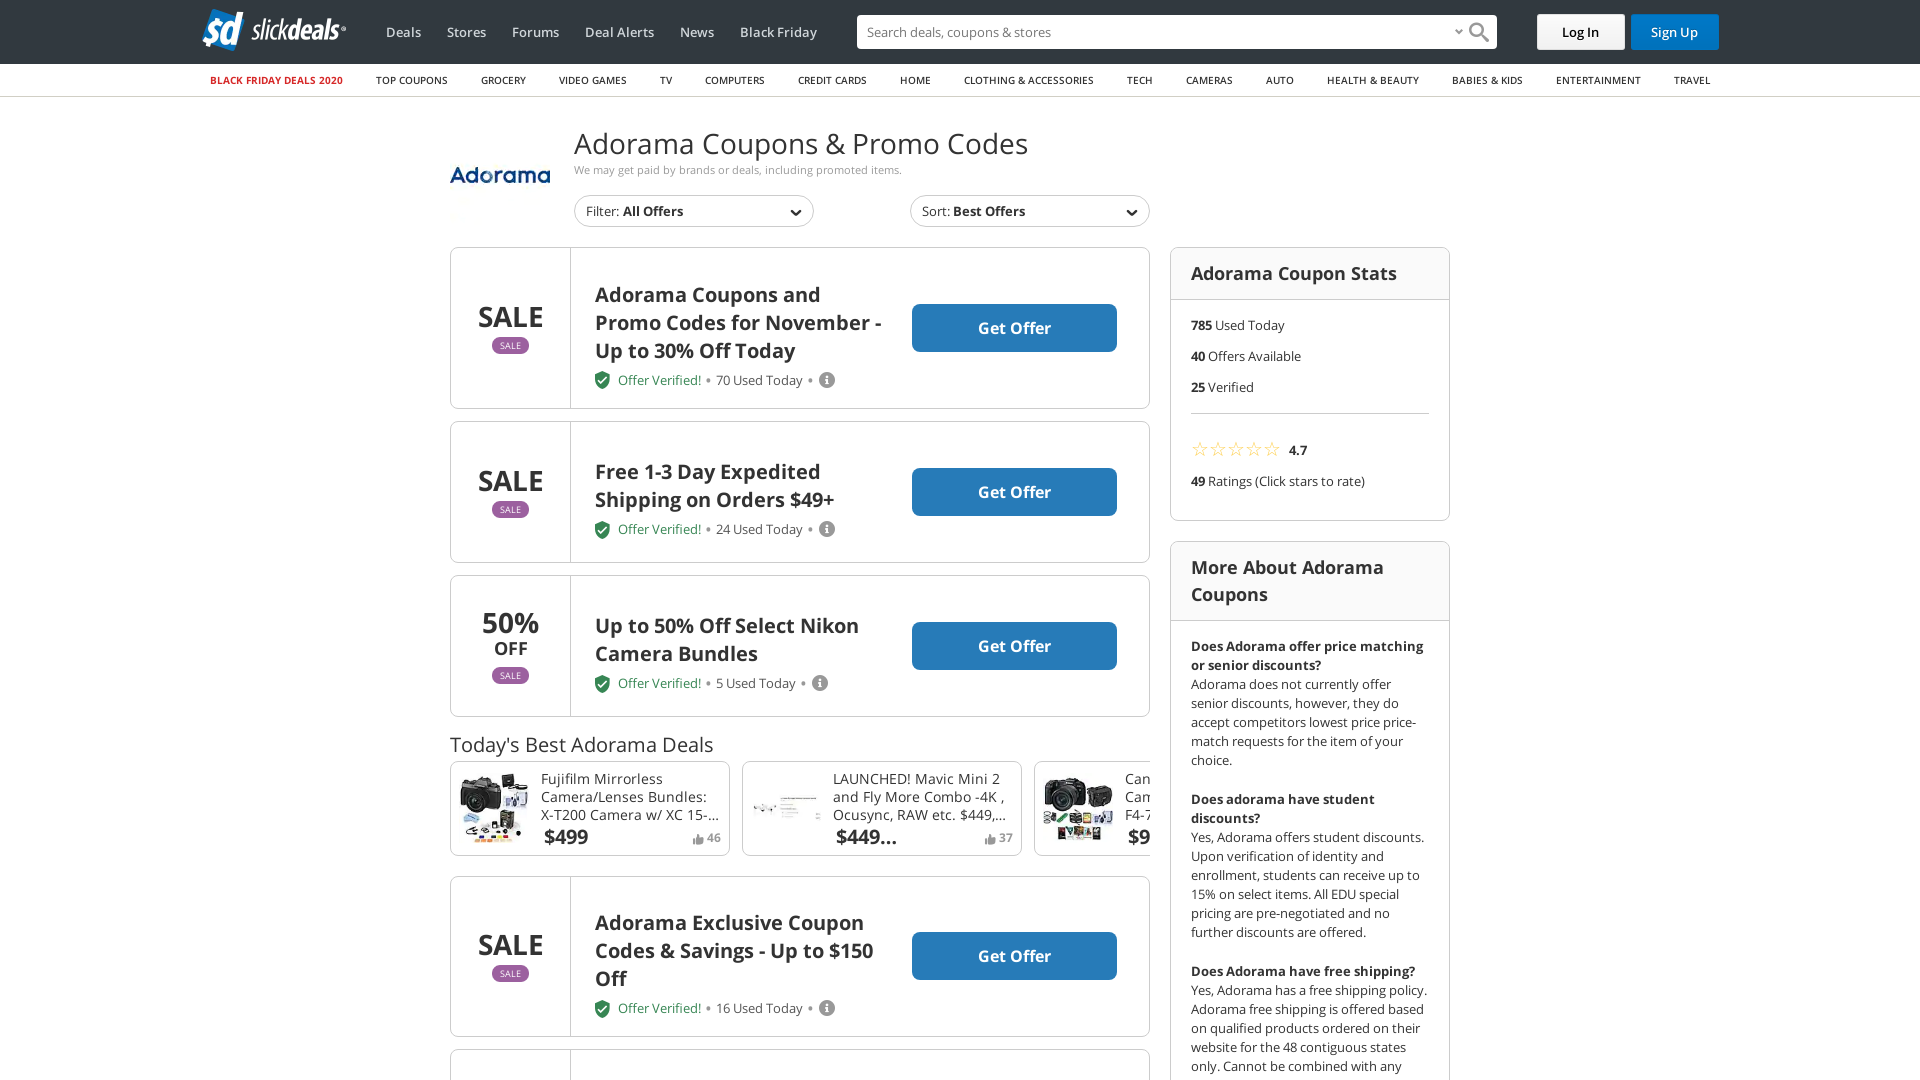 sd slickdeals
Deals Stores Forums Deal Alerts News Black Friday
Search deals, coupons & stores
Log In Sign Up
BLACK FRIDAY DEALS 2020 TOP COUPONS GROCERY VIDEO GAMES TV COMPUTERS CREDIT CARDS HOME CLOTHING & ACCESSORIES TECH CAMERAS AUTO HEALTH & BEAUTY BABIES & KIDS ENTERTAINMENT TRAVEL
Adorama
Adorama Coupons & Promo Codes
We may get paid by brands or deals, including promoted items.
Filter: All Offers
Sort: Best Offers
SALE
SALE
Adorama Coupons and
Promo Codes for November -
Up to 30% Off Today
Offer Verified! • 70 Used Today •
Get Offer
SALE
SALE
Free 1-3 Day Expedited
Shipping on Orders $49+
Offer Verified! • 24 Used Today •
Get Offer
50%
OFF
SALE
Up to 50% Off Select Nikon
Camera Bundles
Offer Verified! • 5 Used Today •
Get Offer
Today's Best Adorama Deals
Fujifilm Mirrorless
Camera/Lenses Bundles:
X-T200 Camera w/ XC 15-...
$499
46
LAUNCHED! Mavic Mini 2
and Fly More Combo -4K ,
Ocusync, RAW etc. $449,...
$449...
37
Can
Cam
F4-7
$9
SALE
SALE
Adorama Exclusive Coupon
Codes & Savings - Up to $150
Off
Offer Verified! • 16 Used Today •
Get Offer
Adorama Coupon Stats
785 Used Today
40 Offers Available
25 Verified
4.7
49 Ratings (Click stars to rate)
More About Adorama
Coupons
Does Adorama offer price matching
or senior discounts?
Adorama does not currently offer
senior discounts, however, they do
accept competitors lowest price price-
match requests for the item of your
choice.
Does adorama have student
discounts?
Yes, Adorama offers student discounts.
Upon verification of identity and
enrollment, students can receive up to
15% on select items. All EDU special
pricing are pre-negotiated and no
further discounts are offered.
Does Adorama have free shipping?
Yes, Adorama has a free shipping policy.
Adorama free shipping is offered based
on qualified products ordered on their
website for the 48 contiguous states
only. Cannot be combined with any